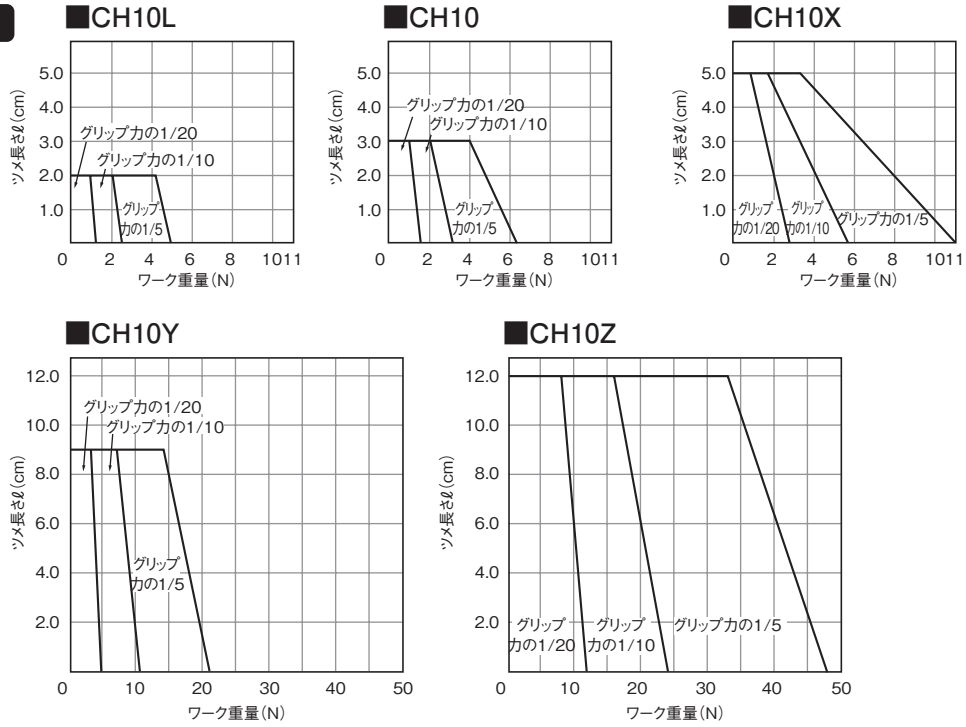 ■CH10L
5.0
4.0
3.0
2.0
1.0
ツメ長さℓ(cm)
グリップ力の1/20
グリップ力の1/10
グリップ
力の1/5
0 2 4 6 8 1011
ワーク重量(N)
■CH10
5.0
4.0
3.0
2.0
1.0
ツメ長さℓ(cm)
グリップ力の1/20
グリップ力の1/10
グリップ
力の1/5
0 2 4 6 8 1011
ワーク重量(N)
■CH10X
5.0
4.0
3.0
2.0
1.0
ツメ長さℓ(cm)
グリップ
力の1/20
グリップ
力の1/10
グリップ力の1/5
0 2 4 6 8 1011
ワーク重量(N)
■CH10Y
12.0
10.0
8.0
6.0
4.0
2.0
ツメ長さℓ(cm)
グリップ力の1/20
グリップ力の1/10
グリップ
力の1/5
0 10 20 30 40 50
ワーク重量(N)
■CH10Z
12.0
10.0
8.0
6.0
4.0
2.0
ツメ長さℓ(cm)
グリップ
力の1/20
グリップ
力の1/10
グリップ力の1/5
0 10 20 30 40 50
ワーク重量(N)